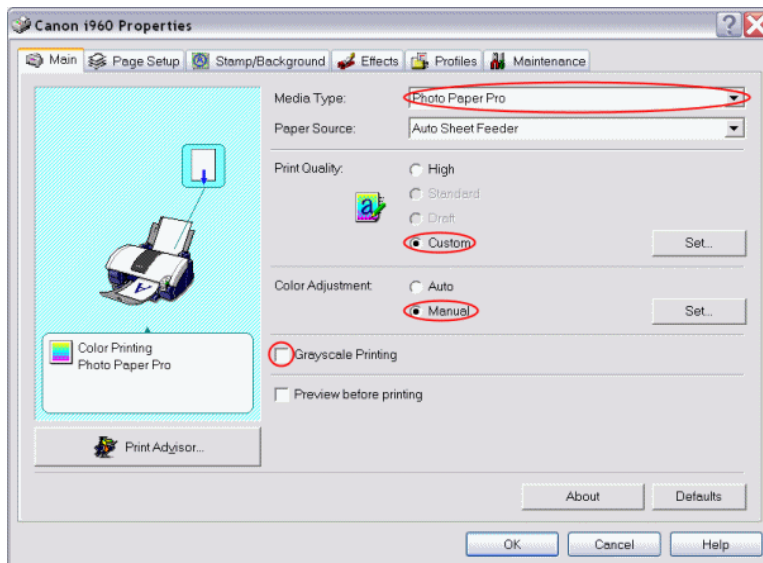 Canon i960 Properties
Main Page Setup Stamp/Background Effects Profiles Maintenance
Media Type: Photo Paper Pro
Paper Source: Auto Sheet Feeder
Print Quality: High
Standard
Draft
a Custom Set...
Color Adjustment: Auto
Manual Set...
A
Color Printing
Photo Paper Pro
Grayscale Printing
Preview before printing
Print Advisor...
About Defaults
OK Cancel Help